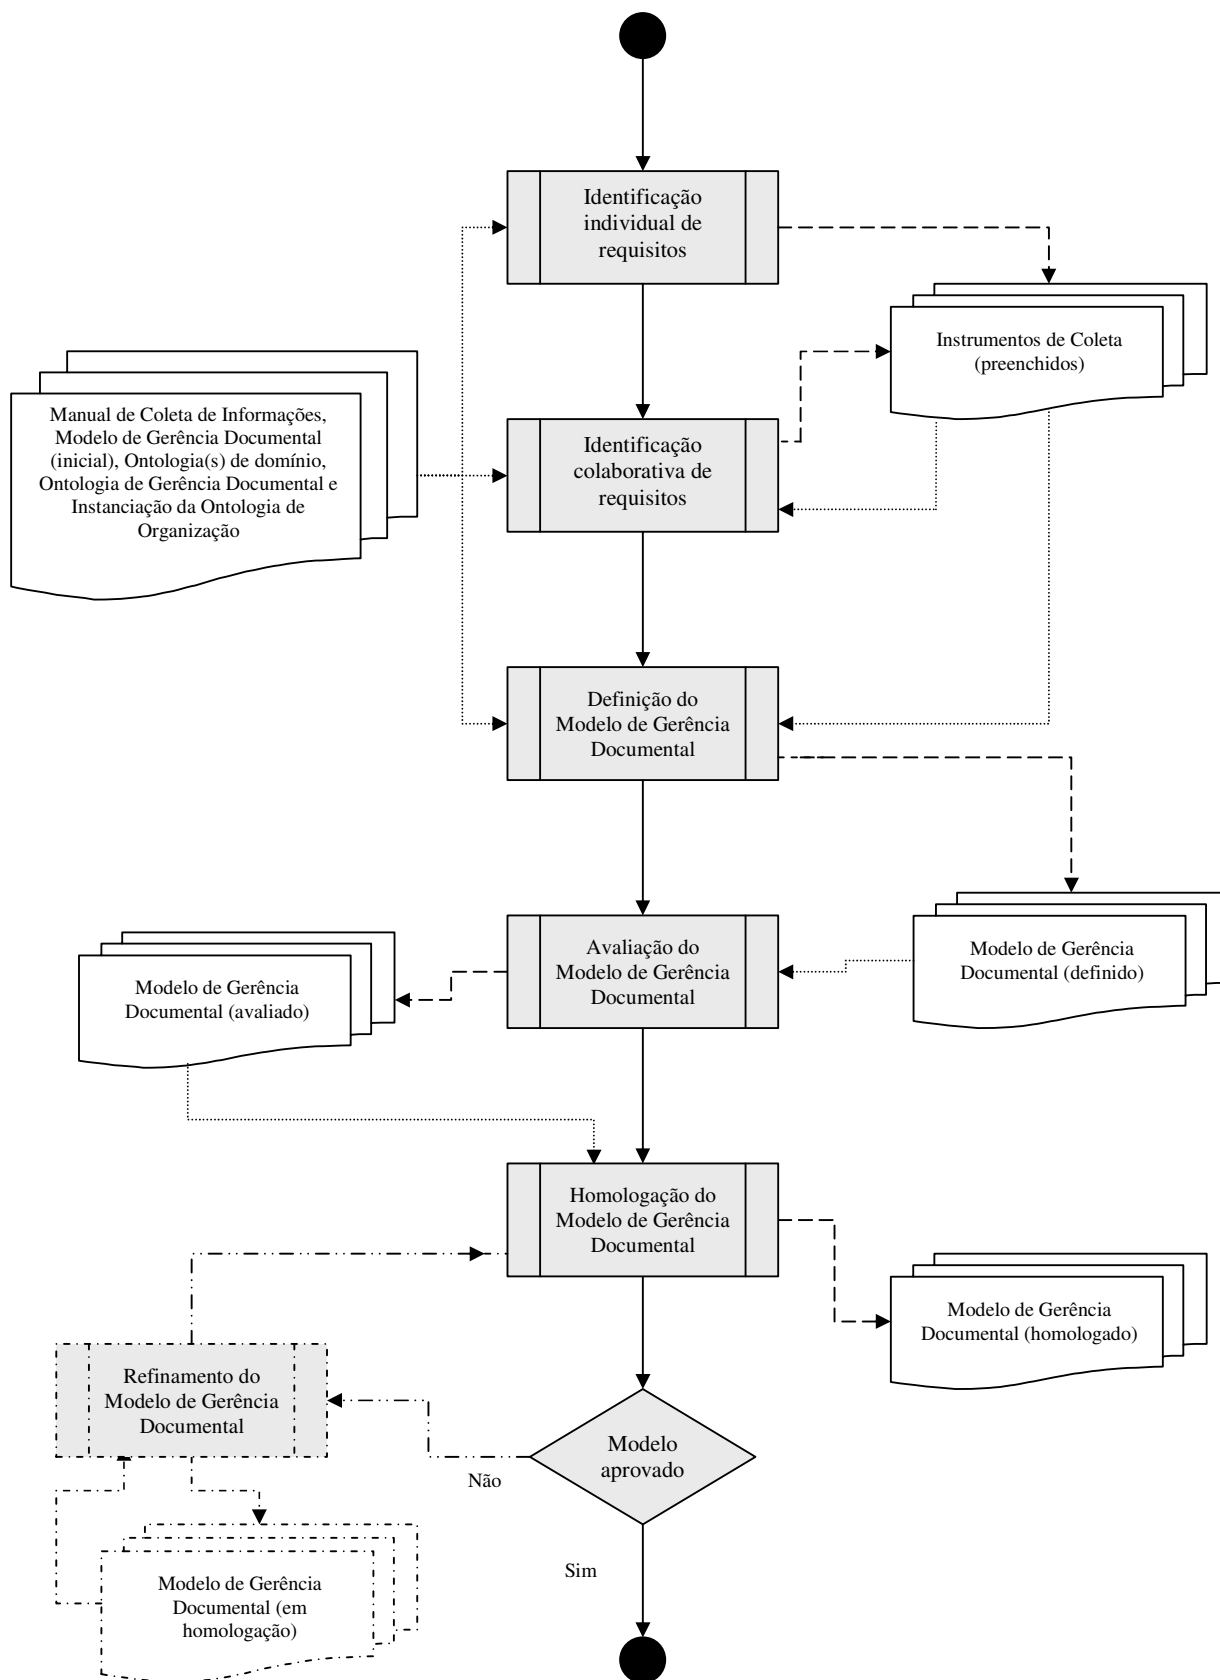 Identificação
individual de
requisitos
Instrumentos de Coleta
(preenchidos)
Manual de Coleta de Informações,
Modelo de Gerência Documental
(inicial), Ontologia(s) de domínio,
Ontologia de Gerência Documental e
Instanciação da Ontologia de
Organização
Identificação
colaborativa de
requisitos
Definição do
Modelo de Gerência
Documental
Avaliação do
Modelo de Gerência
Documental
Modelo de Gerência
Documental (definido)
Modelo de Gerência
Documental (avaliado)
Homologação do
Modelo de Gerência
Documental
Modelo de Gerência
Documental (homologado)
Refinamento do
Modelo de Gerência
Documental
Modelo
aprovado
Não
Sim
Modelo de Gerência
Documental (em
homologação)